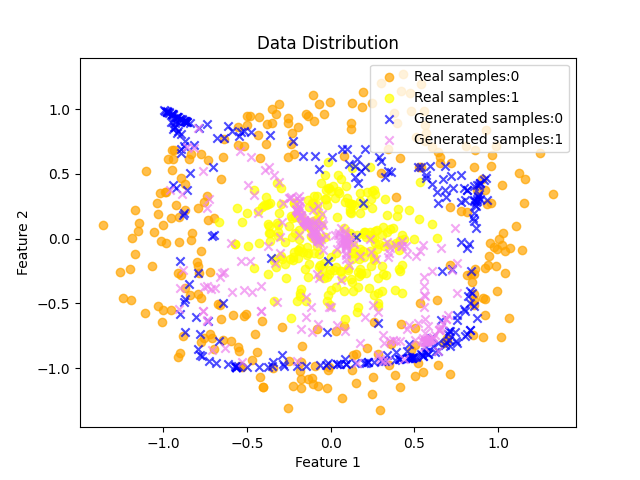 Data Distribution
Real samples:0
Real samples:1
Generated samples:0
Generated samples:1
1.0
0.5
0.0
−0.5
−1.0
Feature 2
−1.0 −0.5 0.0 0.5 1.0
Feature 1